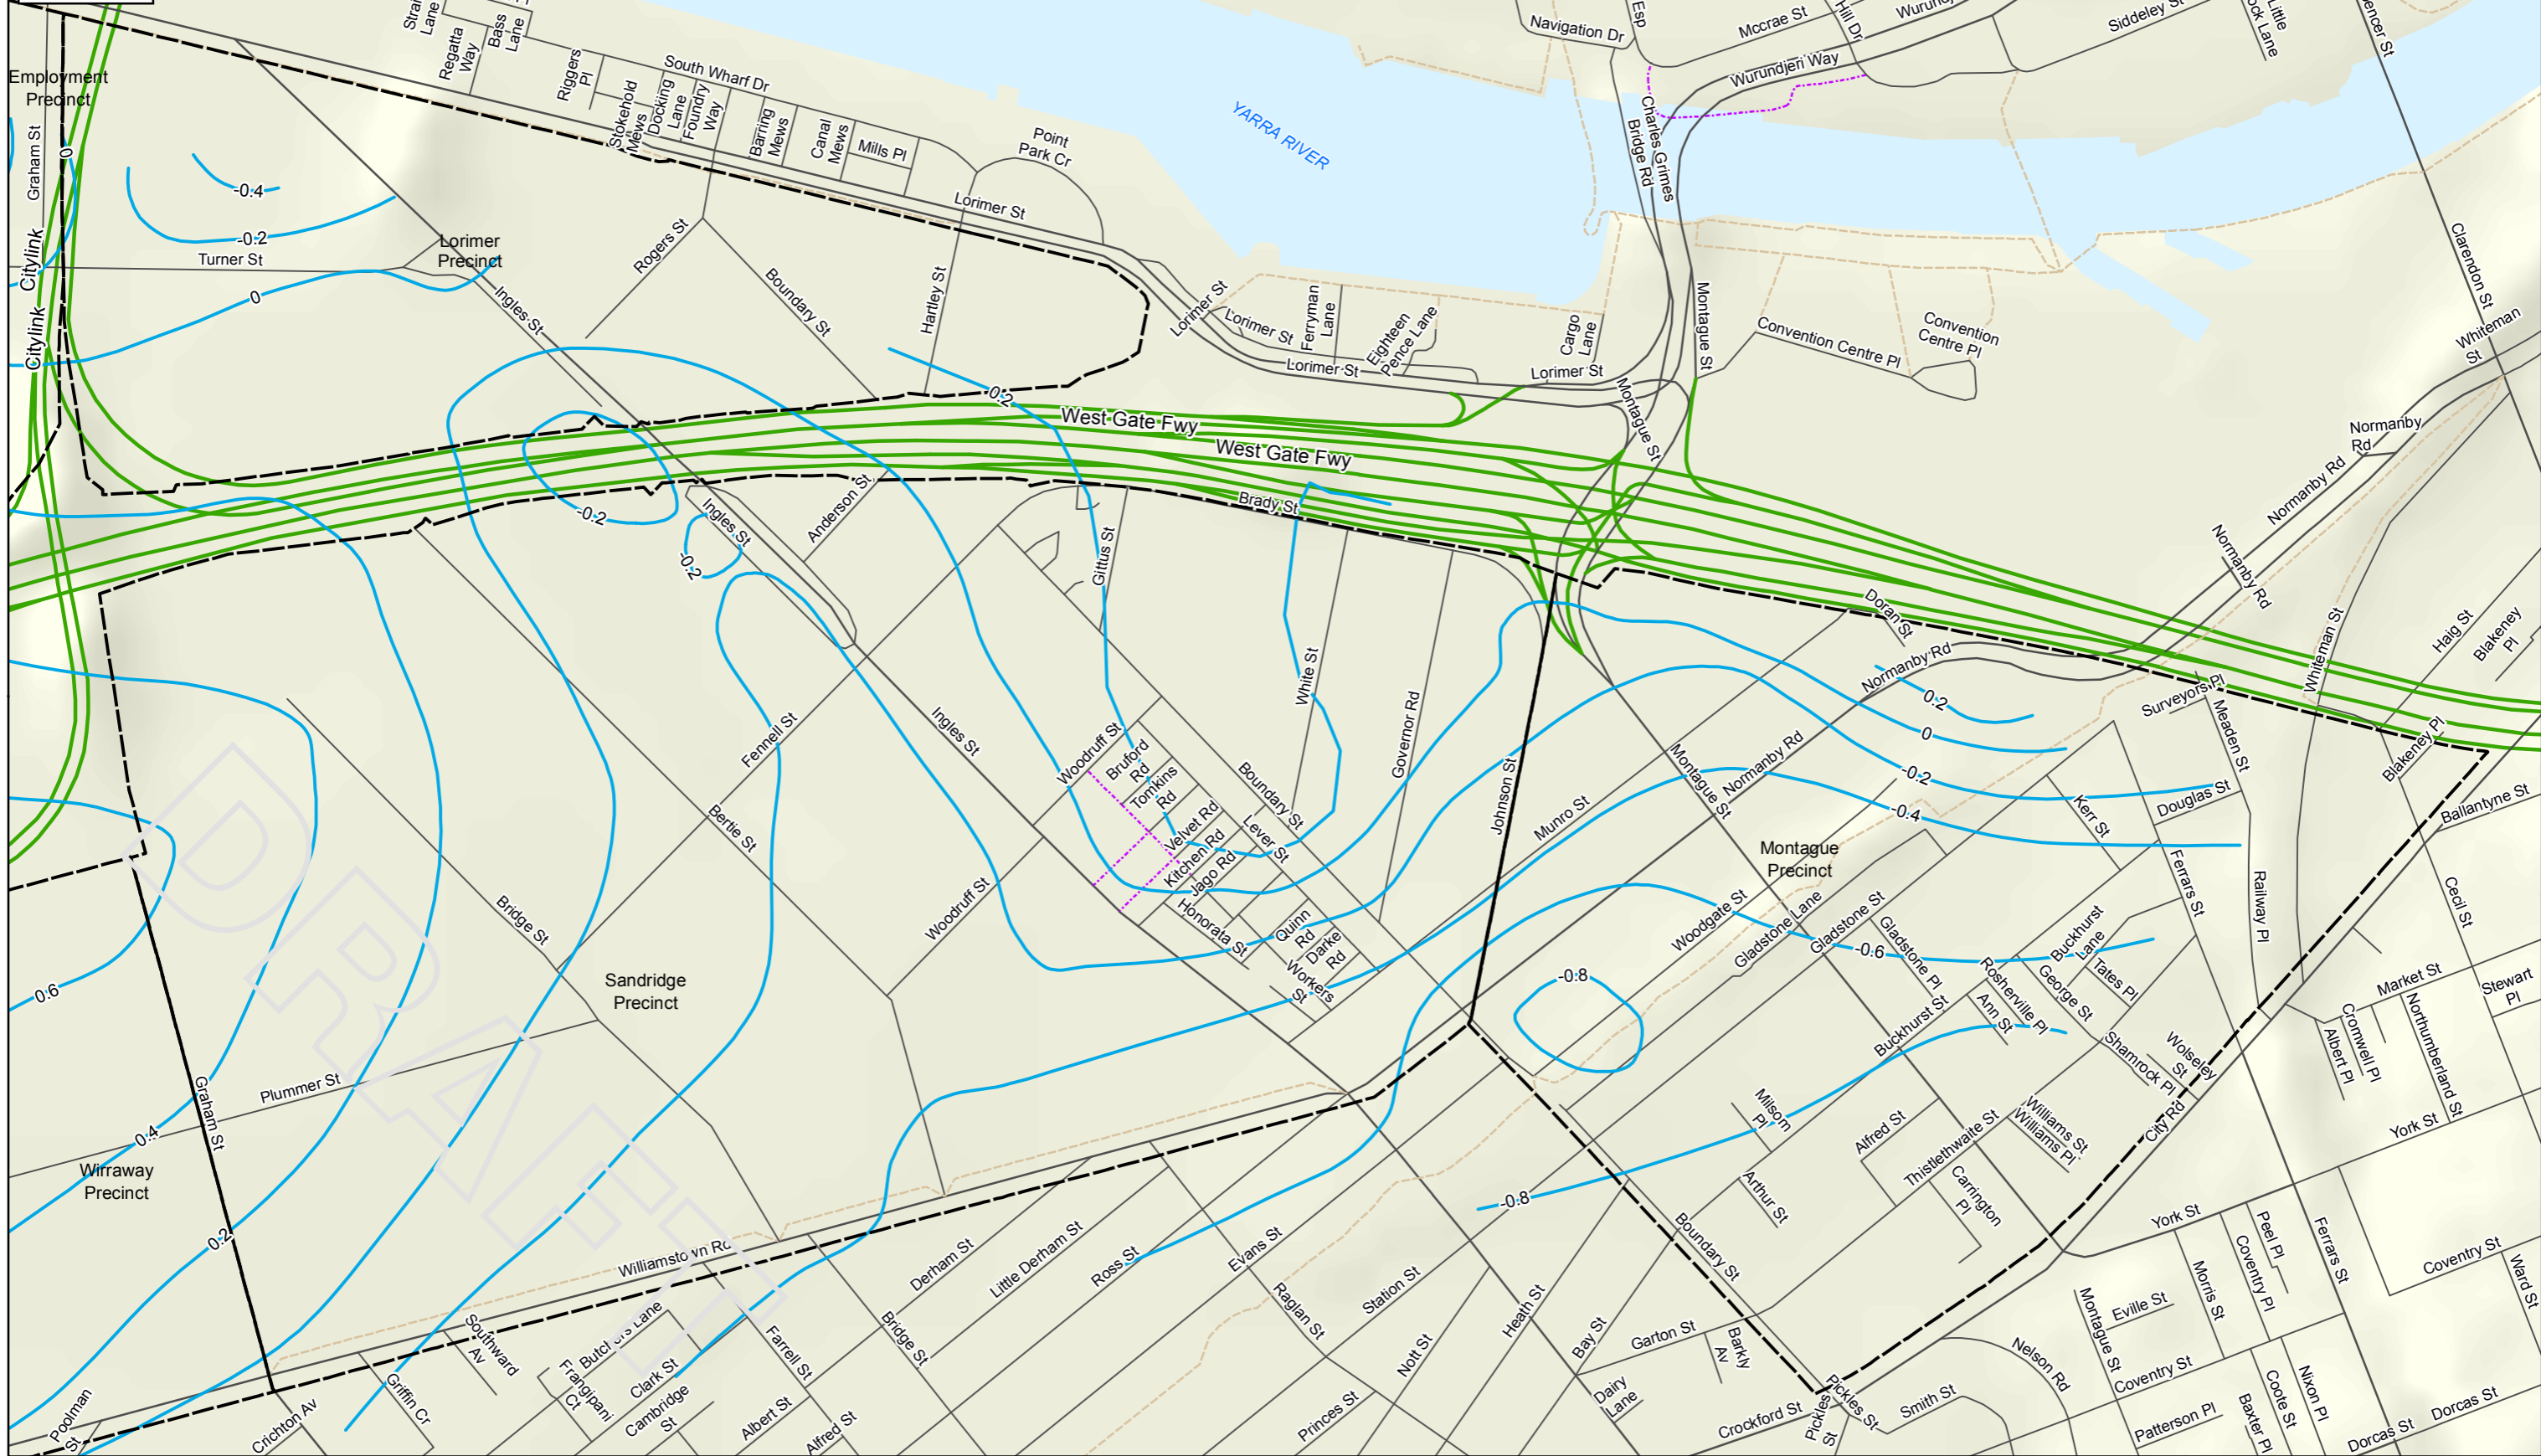 Employment
Precinct
Graham St
Citylink
Citylink
0
-0.4
-0.2
Turner St
0
Lane
Regatta
Way
Bass
Lane
Riggers
Pl
Stokehold
Mews
Docking
Lane
Foundry
Way
South Wharf Dr
Barring
Mews
Canal
Mews
Mills Pl
Point
Park Cr
Lorimer St
Lorimer
Precinct
Ingles St
Rogers St
Boundary St
Hartley St
YARRA RIVER
Navigation Dr
Esp
Mccrae St
Hill Dr
Wurundjeri Way
Siddeley St
Little
Charles Grimes
Bridge Rd
Clarendon St
Whiteman
St
Lorimer St
Lorimer St
Ferryman
Lane
Eighteen
Pence Lane
Lorimer St
Cargo
Lane
Lorimer St
Montague St
Convention Centre Pl
Convention
Centre Pl
Montague St
0.2
West Gate Fwy
West Gate Fwy
Brady St
Normanby
Rd
Normanby Rd
Normanby Rd
-0.2
-0.2
Ingles St
Anderson St
Gittus St
White St
Governor Rd
Johnson St
Doran St
Normanby Rd
0.2
0
-0.2
-0.4
Surveyors Pl
Meaden St
Whiteman St
Haig St
Blakeney
Pl
Blakeney Pl
Ballantyne St
Douglas St
Kerr St
Ferrars St
Railway Pl
Cecil St
Fennell St
Ingles St
Woodruff St
Bruford
Rd
Tomkins
Rd
Velvet Rd
Kitchen Rd
Jago Rd
Lever St
Boundary St
Honorata St
Quinn
Rd
Darke
Rd
Workers
St
Munro St
Montague St
Normanby Rd
Montague
Precinct
Bertie St
Bridge St
Woodruff St
Sandridge
Precinct
0.6
0.4
0.2
Plummer St
Graham St
Wirraway
Precinct
DRAFT
-0.8
-0.6
-0.8
Woodgate St
Gladstone Lane
Gladstone St
Gladstone Pl
Buckhurst St
Rosherville Pl
Ann St
George St
Buckhurst
Lane
Tates Pl
Shamrock Pl
Wolseley
St
City Rd
Williams St
Williams Pl
Milsom
Pl
Alfred St
Thistlethwaite St
Carrington
Pl
Arthur St
Boundary St
Market St
Stewart
Pl
Cromwell Pl
Albert Pl
Northumberland St
York St
York St
Peel Pl
Coventry Pl
Morris St
Ferrars St
Coventry St
Ward St
Montague St
Eville St
Coventry St
Nelson Rd
Smith St
Patterson Pl
Baxter Pl
Coote St
Nixon Pl
Dorcas St
Dorcas St
Williamstown Rd
Derham St
Little Derham St
Ross St
Evans St
Raglan St
Station St
Nott St
Heath St
Bay St
Garton St
Barkly
Av
Dairy
Lane
Princes St
Crockford St
Pickles
St
Pickles St
Bridge St
Farrell St
Butchers Lane
Clark St
Frangipani
Ct
Cambridge
St
Albert St
Alfred St
Southward
Av
Griffin Cr
Crichton Av
Poolman
St